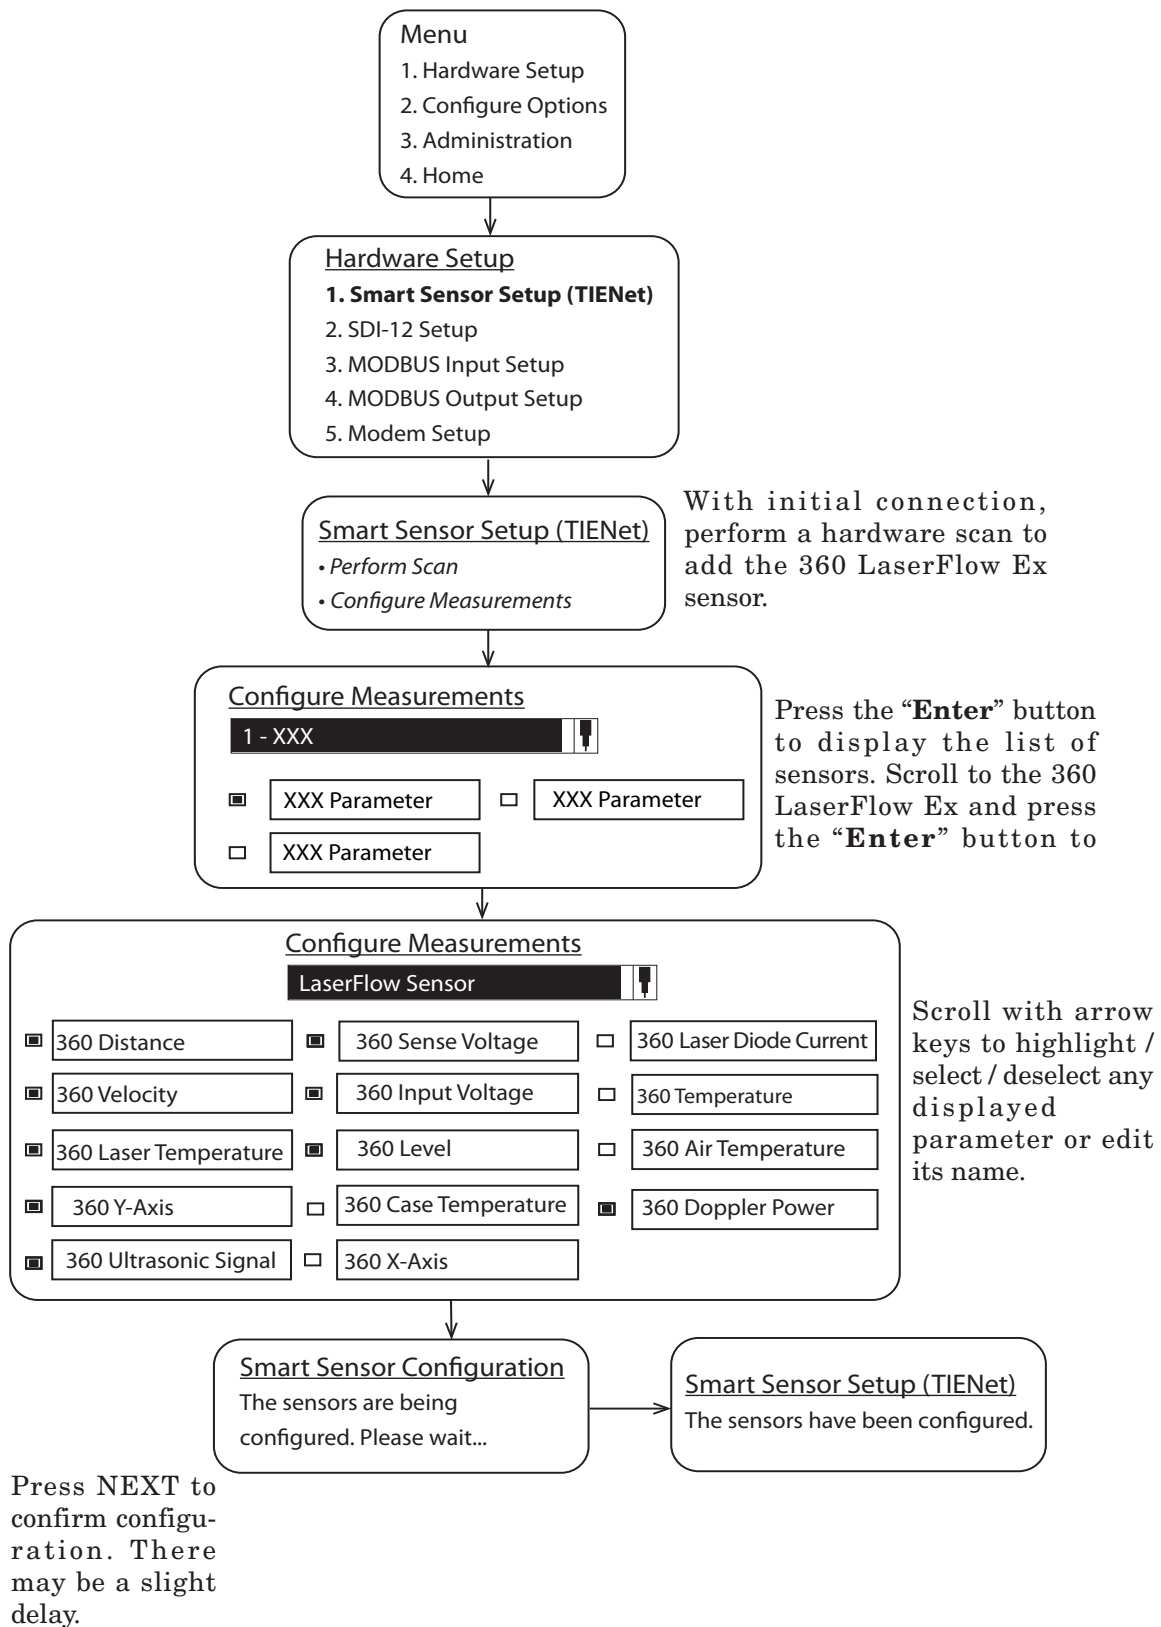 Menu
1. Hardware Setup
2. Configure Options
3. Administration
4. Home
Hardware Setup
1. Smart Sensor Setup (TIENet)
2. SDI-12 Setup
3. MODBUS Input Setup
4. MODBUS Output Setup
5. Modem Setup
Smart Sensor Setup (TIENet)
• Perform Scan
• Configure Measurements
With initial connection,
perform a hardware scan to
add the 360 LaserFlow Ex
sensor.
Configure Measurements
1 - XXX
XXX Parameter
XXX Parameter
XXX Parameter
Press the “Enter” button
to display the list of
sensors. Scroll to the 360
LaserFlow Ex and press
the “Enter” button to
Configure Measurements
LaserFlow Sensor
360 Distance
360 Sense Voltage
360 Laser Diode Current
360 Velocity
360 Input Voltage
360 Temperature
360 Laser Temperature
360 Level
360 Air Temperature
360 Y-Axis
360 Case Temperature
360 Doppler Power
360 Ultrasonic Signal
360 X-Axis
Scroll with arrow
keys to highlight /
select / deselect any
displayed
parameter or edit
its name.
Smart Sensor Configuration
The sensors are being
configured. Please wait...
Smart Sensor Setup (TIENet)
The sensors have been configured.
Press NEXT to
confirm configu-
ration. There
may be a slight
delay.